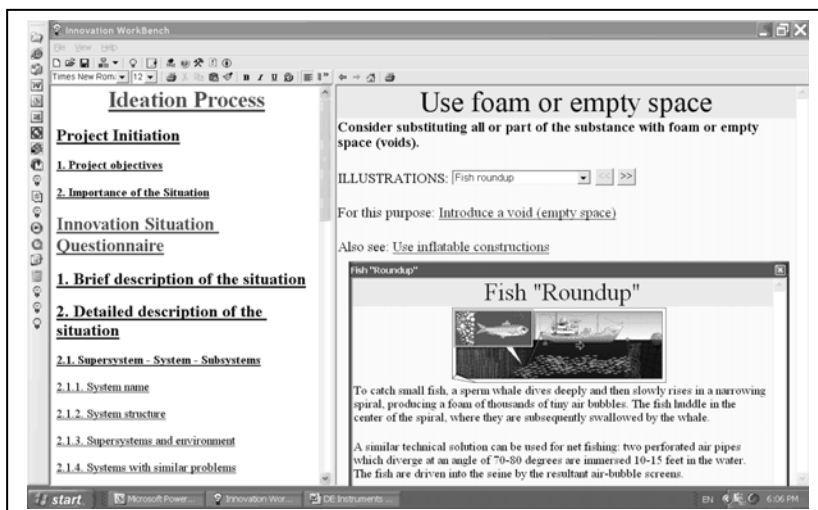 Innovation WorkBench
File View Help
Times New Rom: 12 B I U
Ideation Process
Project Initiation
1. Project objectives
2. Importance of the Situation
Innovation Situation
Questionnaire
1. Brief description of the situation
2. Detailed description of the
situation
2.1. Supersystem - System - Subsystems
2.1.1. System name
2.1.2. System structure
2.1.3. Supersystems and environment
2.1.4. Systems with similar problems
Use foam or empty space
Consider substituting all or part of the substance with foam or empty
space (voids).
ILLUSTRATIONS: Fish roundup << >>
For this purpose: Introduce a void (empty space)
Also see: Use inflatable constructions
Fish "Roundup"
Fish "Roundup"
To catch small fish, a sperm whale dives deeply and then slowly rises in a narrowing
spiral, producing a foam of thousands of tiny air bubbles. The fish huddle in the
center of the spiral, where they are subsequently swallowed by the whale.
A similar technical solution can be used for net fishing: two perforated air pipes
which diverge at an angle of 70-80 degrees are immersed 10-15 feet in the water.
The fish are driven into the seine by the resultant air-bubble screens.
start Microsoft Power... Innovation Wor... DE Instruments ... EN 6:06 PM